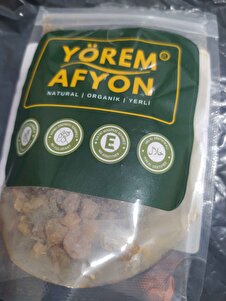 YÖREM®
AFYON
NATURAL | ORGANİK | YERLİ
E